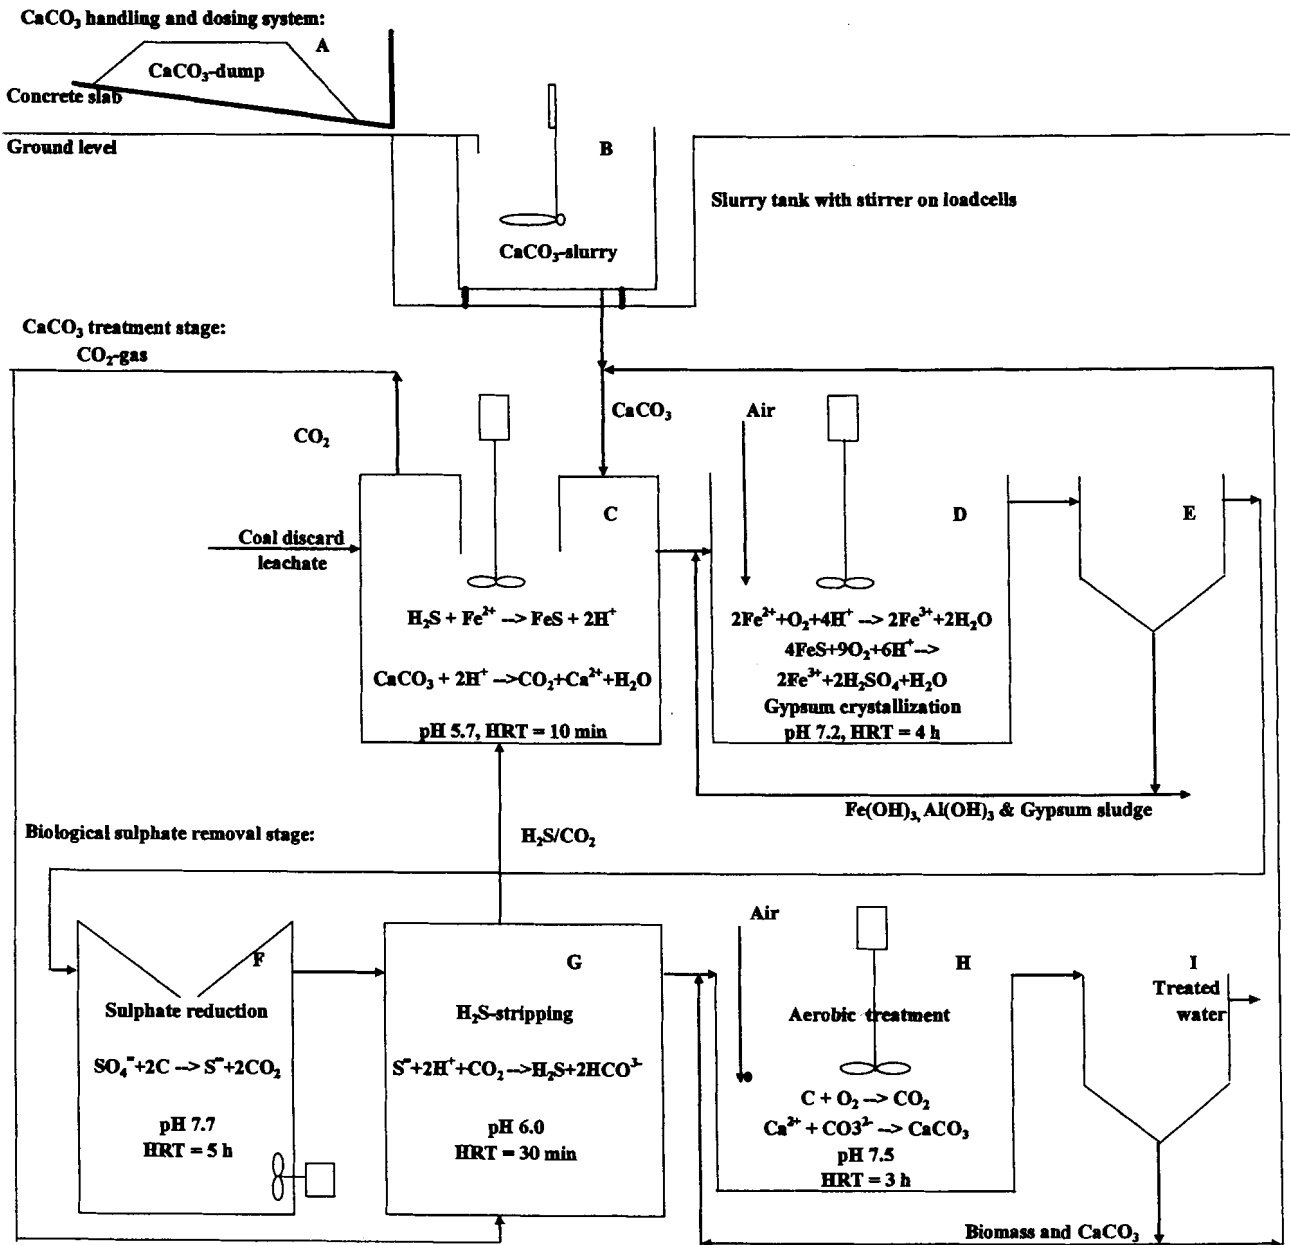 CaCO₃ handling and dosing system:
A
CaCO₃-dump
Concrete slab
Ground level
B
Slurry tank with stirrer on loadcells
CaCO₃-slurry
CaCO₃ treatment stage:
CO₂-gas
CaCO₃
Air
CO₂
C
D
E
Coal discard
leachate
H₂S + Fe²⁺ --> FeS + 2H⁺
CaCO₃ + 2H⁺ -->CO₂+Ca²⁺+H₂O
pH 5.7, HRT = 10 min
2Fe²⁺+O₂+4H⁺ --> 2Fe³⁺+2H₂O
4FeS+9O₂+6H⁺-->
2Fe³⁺+2H₂SO₄+H₂O
Gypsum crystallization
pH 7.2, HRT = 4 h
Fe(OH)₃, Al(OH)₃ & Gypsum sludge
Biological sulphate removal stage:
H₂S/CO₂
F
Sulphate reduction
SO₄⁼+2C --> S⁼+2CO₂
pH 7.7
HRT = 5 h
G
H₂S-stripping
S⁼+2H⁺+CO₂-->H₂S+2HCO³⁻
pH 6.0
HRT = 30 min
Air
H
Aerobic treatment
C + O₂ --> CO₂
Ca²⁺ + CO3²⁻ --> CaCO₃
pH 7.5
HRT = 3 h
I
Treated
water
Biomass and CaCO₃